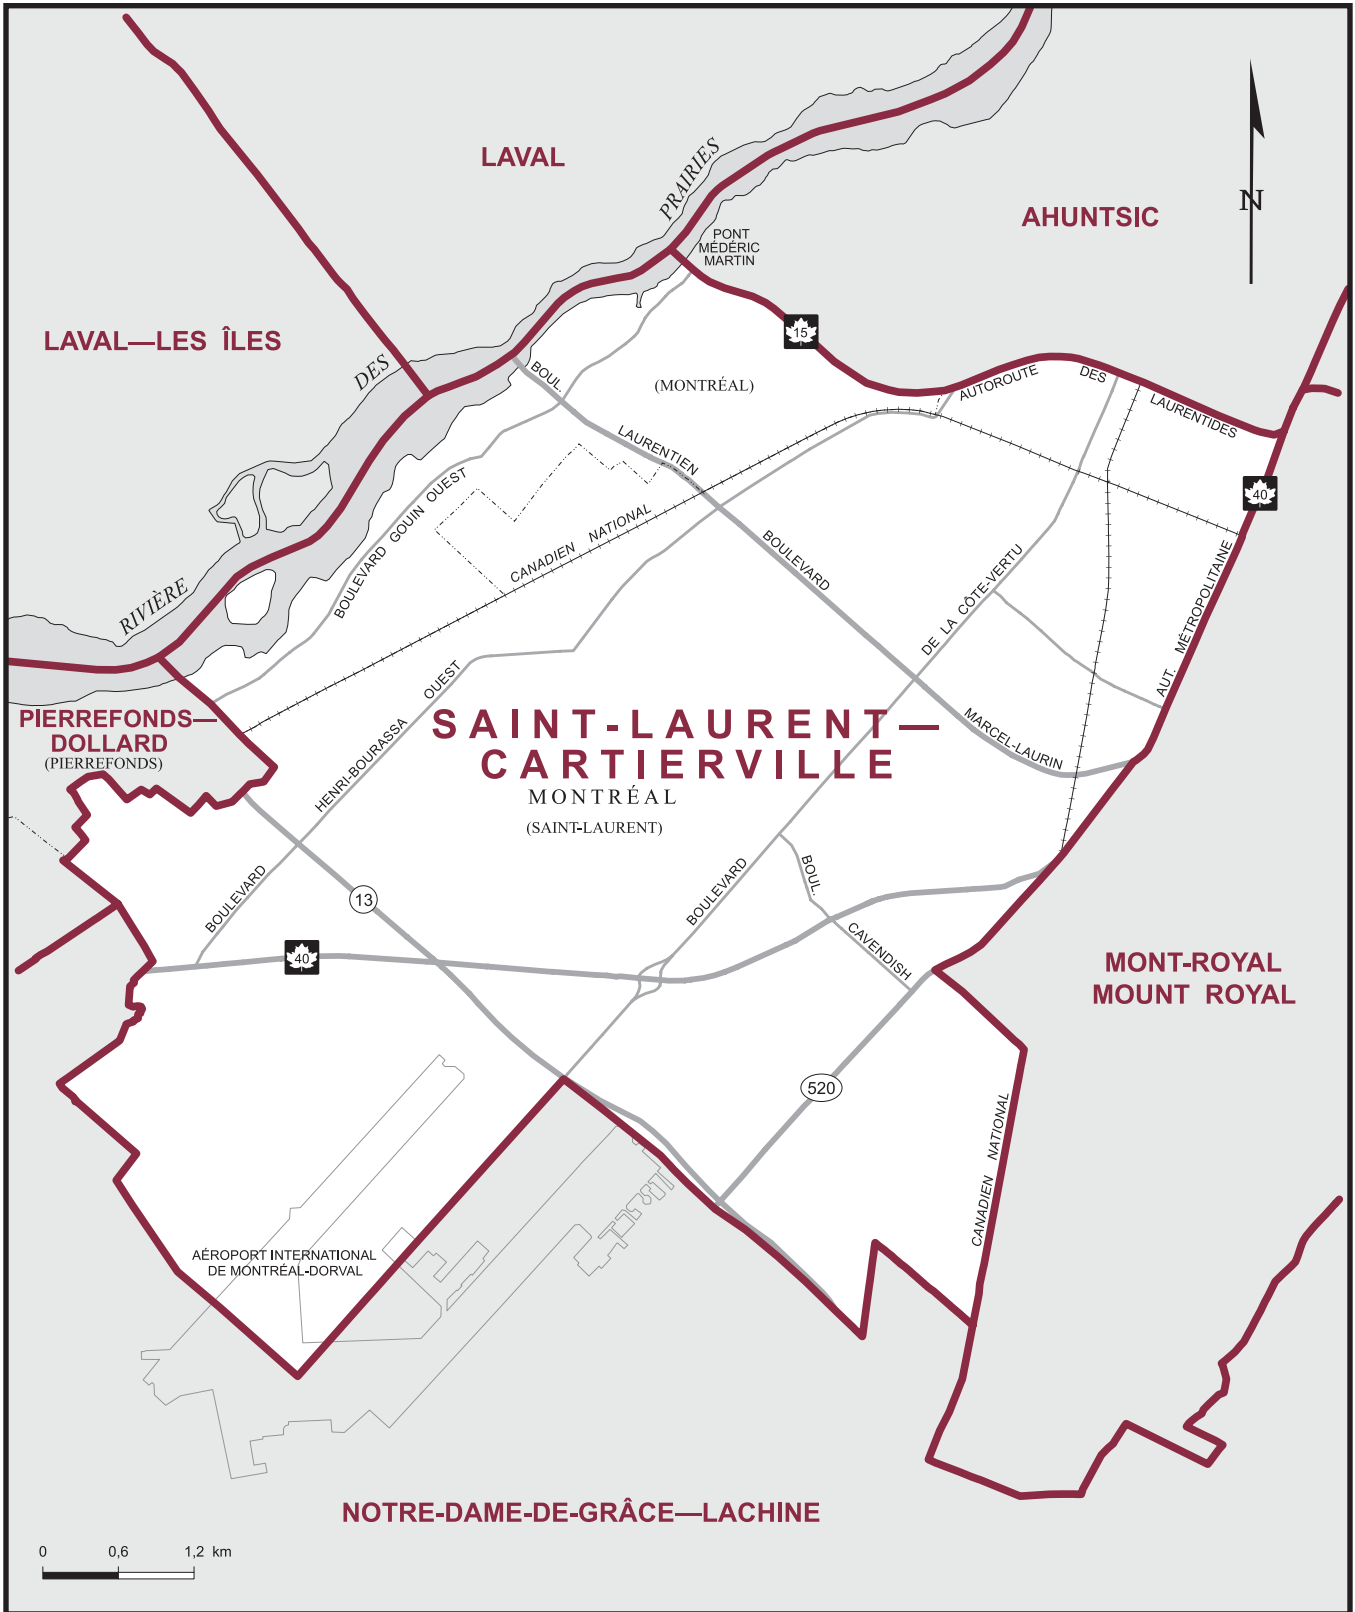 LAVAL
PRAIRIES
AHUNTSIC
N
PONT
MÉDÉRIC
MARTIN
15
LAVAL—LES ÎLES
DES
BOUL.
(MONTRÉAL)
AUTOROUTE
DES
LAURENTIDES
LAURENTIEN
40
BOULEVARD GOUIN OUEST
CANADIEN NATIONAL
BOULEVARD
RIVIÈRE
DE LA CÔTE-VERTU
AUT. MÉTROPOLITAINE
PIERREFONDS—
DOLLARD
(PIERREFONDS)
OUEST
HENRI-BOURASSA
SAINT-LAURENT—
CARTIERVILLE
MONTRÉAL
(SAINT-LAURENT)
MARCEL-LAURIN
BOULEVARD
13
BOULEVARD
BOUL.
CAVENDISH
40
MONT-ROYAL
MOUNT ROYAL
520
CANADIEN NATIONAL
AÉROPORT INTERNATIONAL
DE MONTRÉAL-DORVAL
NOTRE-DAME-DE-GRÂCE—LACHINE
0 0,6 1,2 km